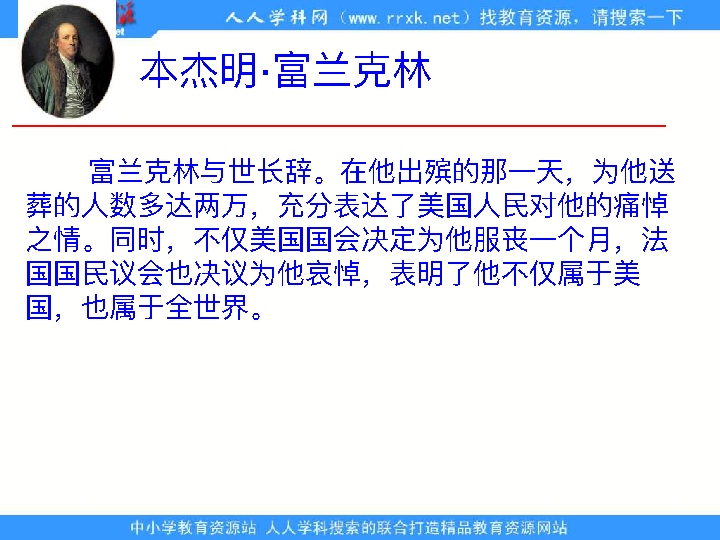 人人学科网（www.rrxk.net）找教育资源，请搜索一下
本杰明·富兰克林
富兰克林与世长辞。在他出殡的那一天，为他送
葬的人数多达两万，充分表达了美国人民对他的痛悼
之情。同时，不仅美国国会决定为他服丧一个月，法
国国民议会也决议为他哀悼，表明了他不仅属于美
国，也属于全世界。
中小学教育资源站 人人学科搜索的联合打造精品教育资源网站